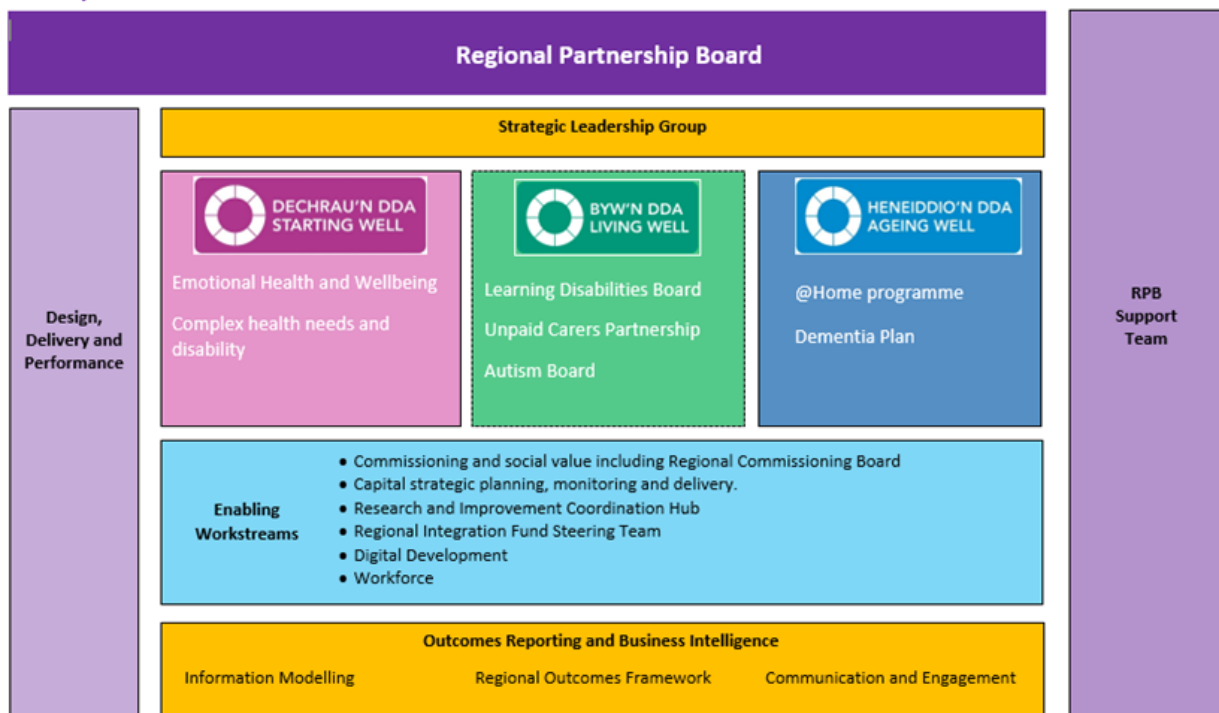 Regional Partnership Board
Design,
Delivery and
Performance
Strategic Leadership Group
DECHRAU'N DDA
STARTING WELL
Emotional Health and Wellbeing
Complex health needs and
disability
BYW'N DDA
LIVING WELL
Learning Disabilities Board
Unpaid Carers Partnership
Autism Board
HENEIDDIO'N DDA
AGEING WELL
@Home programme
Dementia Plan
Enabling
Workstreams
• Commissioning and social value including Regional Commissioning Board
• Capital strategic planning, monitoring and delivery.
• Research and Improvement Coordination Hub
• Regional Integration Fund Steering Team
• Digital Development
• Workforce
Outcomes Reporting and Business Intelligence
Information Modelling
Regional Outcomes Framework
Communication and Engagement
RPB
Support
Team